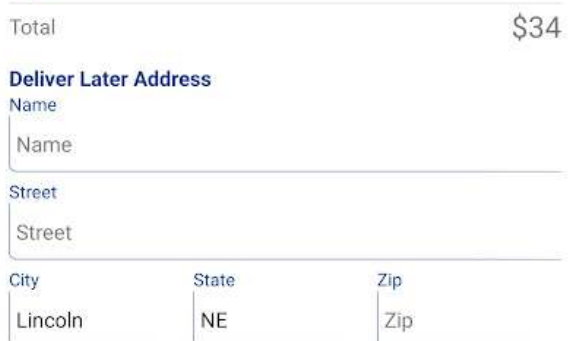 Total $34
Deliver Later Address
Name
Name
Street
Street
City State Zip
Lincoln NE Zip